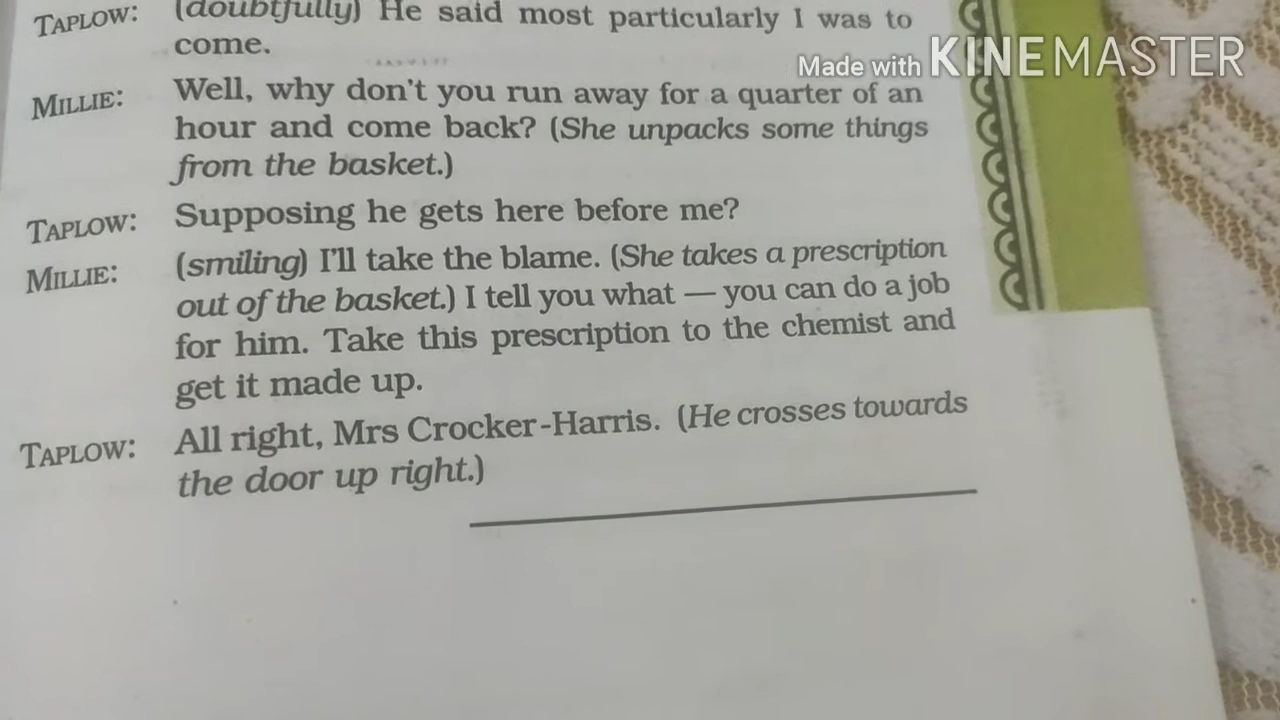 Made with KINEMASTER
TAPLOW: (doubtfully) He said most particularly I was to
come.
MILLIE: Well, why don't you run away for a quarter of an
hour and come back? (She unpacks some things
from the basket.)
TAPLOW: Supposing he gets here before me?
MILLIE: (smiling) I'll take the blame. (She takes a prescription
out of the basket.) I tell you what — you can do a job
for him. Take this prescription to the chemist and
get it made up.
TAPLOW: All right, Mrs Crocker-Harris. (He crosses towards
the door up right.)